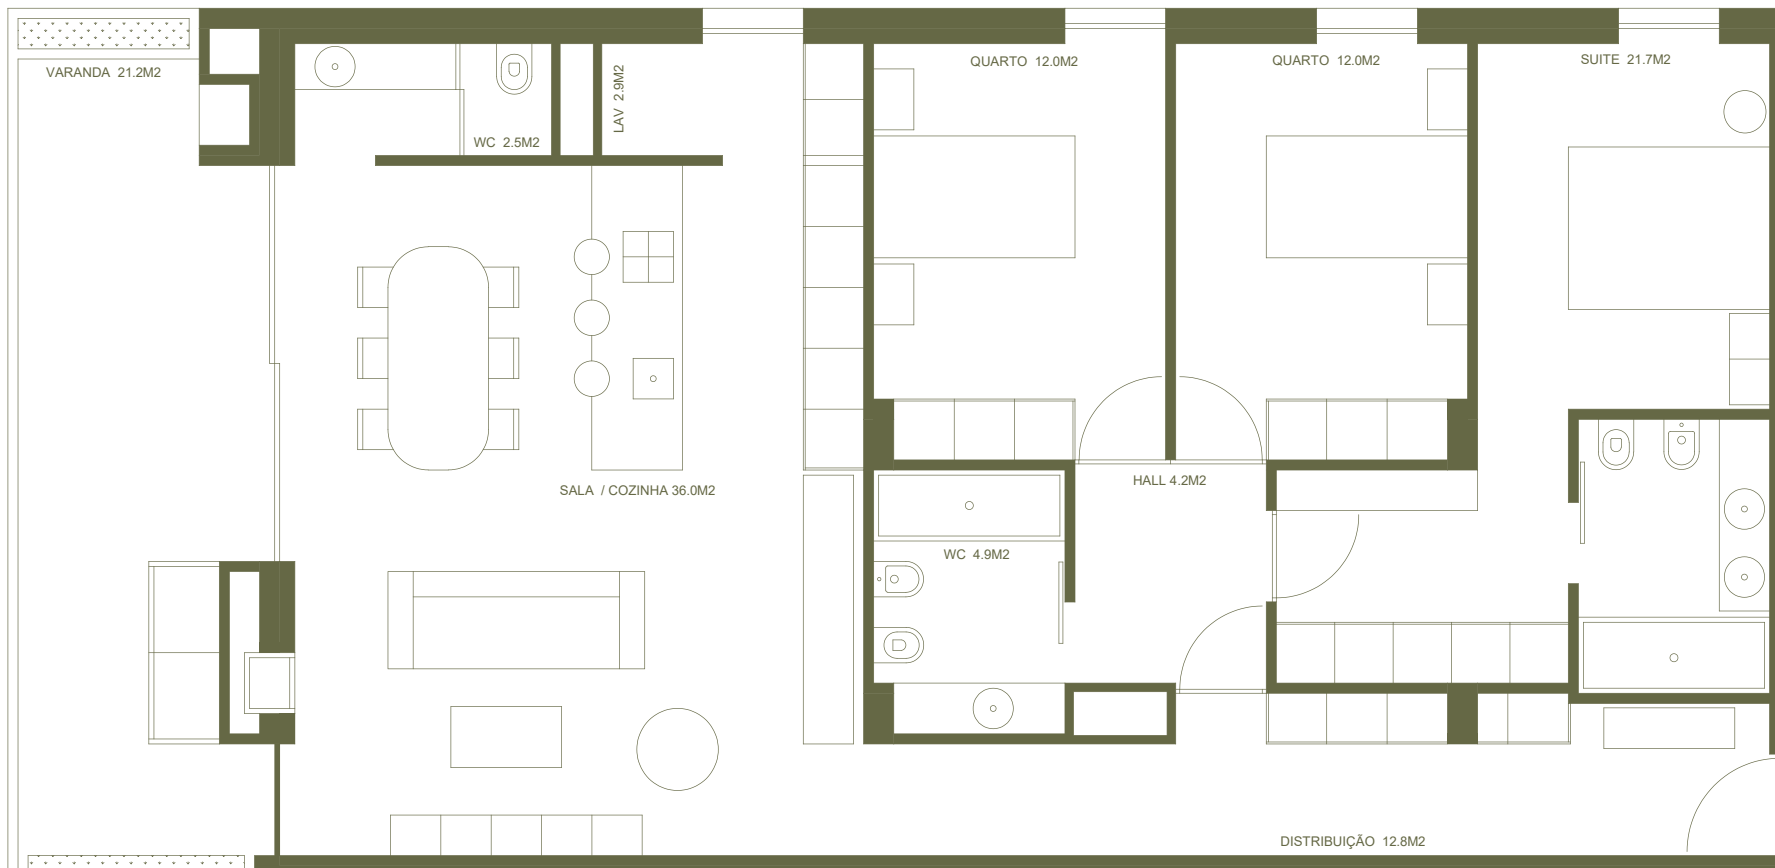 VARANDA 21.2M2
WC 2.5M2
LAV 2.9M2
QUARTO 12.0M2
QUARTO 12.0M2
SUITE 21.7M2
SALA / COZINHA 36.0M2
HALL 4.2M2
WC 4.9M2
DISTRIBUIÇÃO 12.8M2